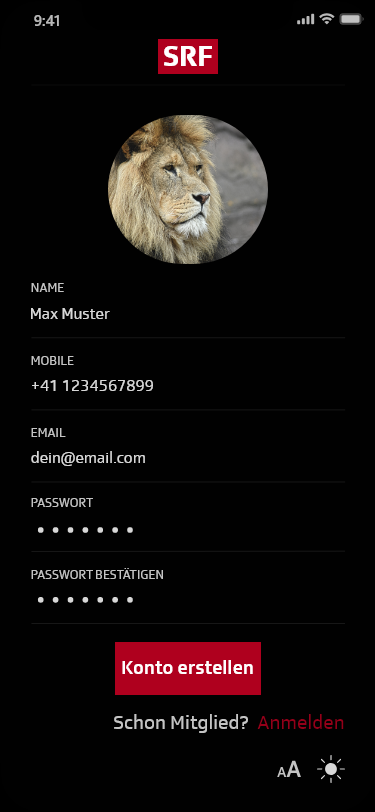 9:41
SRF
NAME
Max Muster
MOBILE
+41 1234567899
EMAIL
dein@email.com
PASSWORT
PASSWORT BESTÄTIGEN
Konto erstellen
Schon Mitglied? Anmelden
AA